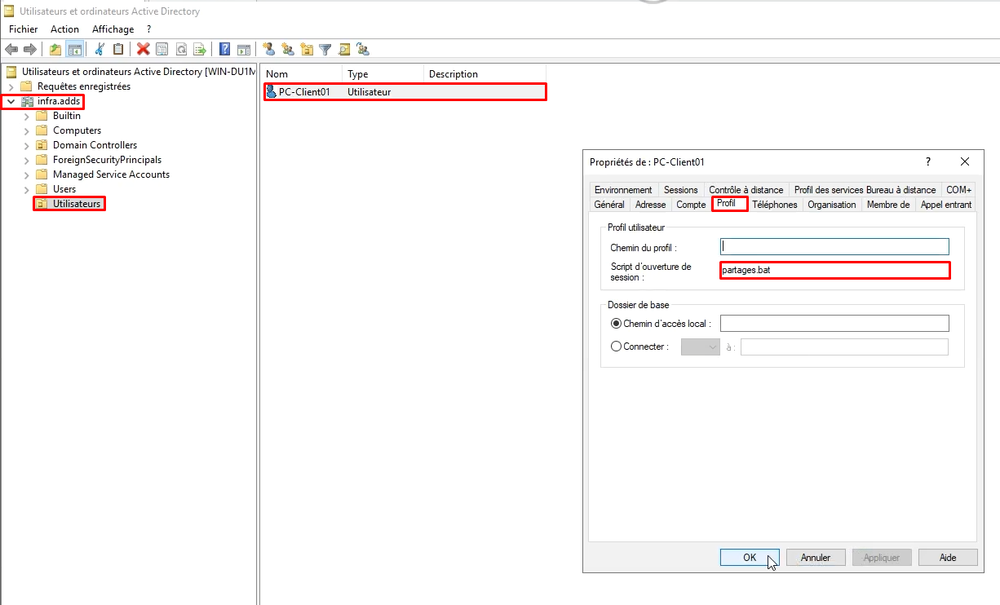 Utilisateurs et ordinateurs Active Directory
Fichier Action Affichage ?
Utilisateurs et ordinateurs Active Directory [WIN-DU1M
Requêtes enregistrées
infra.adds
Builtin
Computers
Domain Controllers
ForeignSecurityPrincipals
Managed Service Accounts
Users
Utilisateurs
Nom Type Description
PC-Client01 Utilisateur
Propriétés de : PC-Client01 ?
Environnement Sessions Contrôle à distance Profil des services Bureau à distance COM+
Général Adresse Compte Profil Téléphones Organisation Membre de Appel entrant
Profil utilisateur
Chemin du profil :
Script d'ouverture de
session :
partages.bat
Dossier de base
Chemin d'accès local :
Connecter : à :
OK Annuler Appliquer Aide